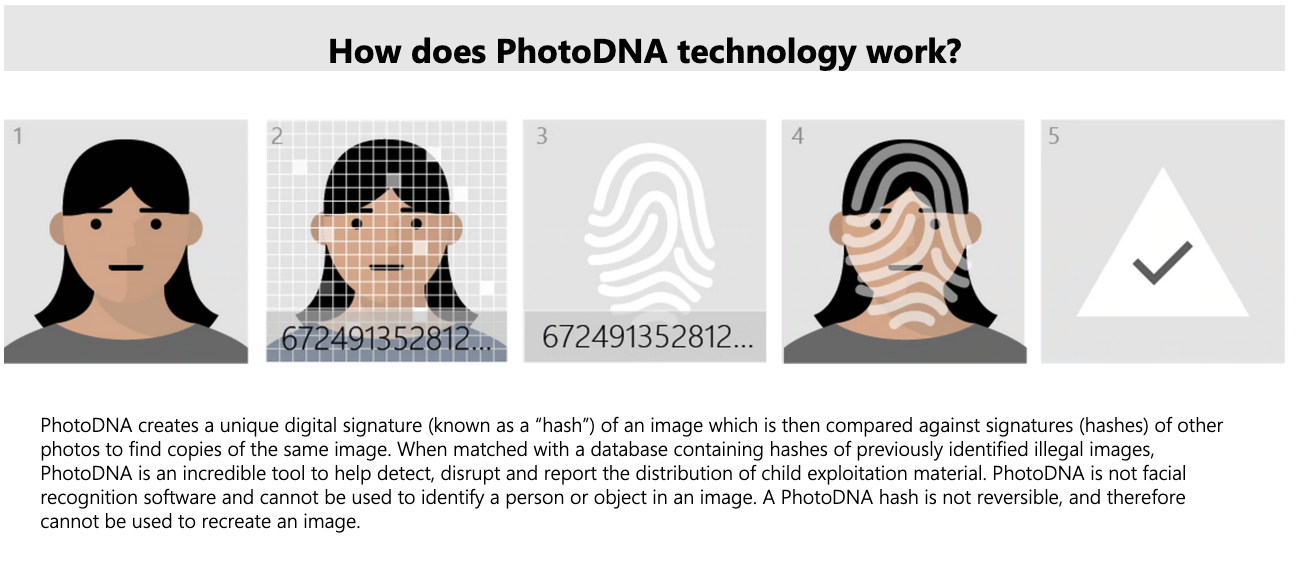 How does PhotoDNA technology work?
1
2
3
4
5
672491352812...
672491352812...
PhotoDNA creates a unique digital signature (known as a “hash”) of an image which is then compared against signatures (hashes) of other
photos to find copies of the same image. When matched with a database containing hashes of previously identified illegal images,
PhotoDNA is an incredible tool to help detect, disrupt and report the distribution of child exploitation material. PhotoDNA is not facial
recognition software and cannot be used to identify a person or object in an image. A PhotoDNA hash is not reversible, and therefore
cannot be used to recreate an image.